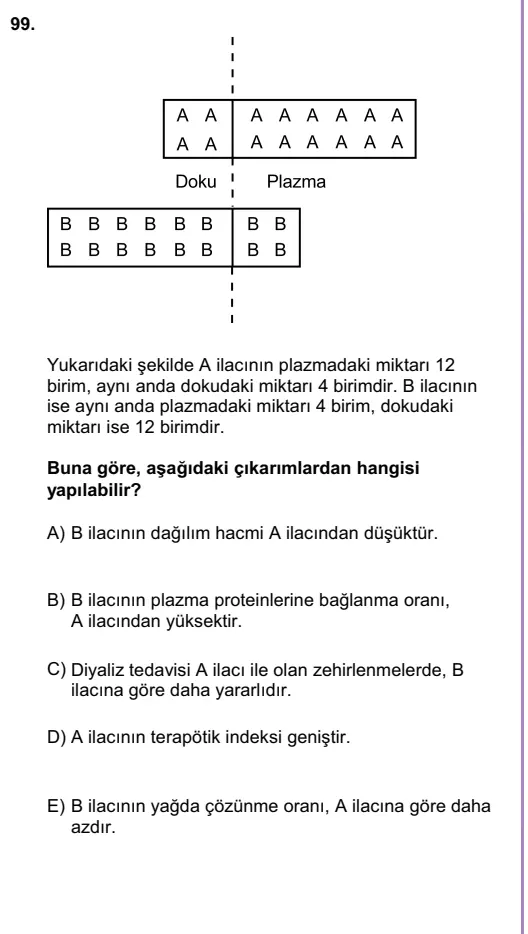 99.
A A A A A A A A
A A A A A A A A
Doku Plazma
B B B B B B B B
B B B B B B B B
Yukarıdaki şekilde A ilacının plazmadaki miktarı 12
birim, aynı anda dokudaki miktarı 4 birimdir. B ilacının
ise aynı anda plazmadaki miktarı 4 birim, dokudaki
miktarı ise 12 birimdir.
Buna göre, aşağıdaki çıkarımlardan hangisi
yapılabilir?
A) B ilacının dağılım hacmi A ilacından düşüktür.
B) B ilacının plazma proteinlerine bağlanma oranı,
A ilacından yüksektir.
C) Diyaliz tedavisi A ilacı ile olan zehirlenmelerde, B
ilacına göre daha yararlıdır.
D) A ilacının terapötik indeksi geniştir.
E) B ilacının yağda çözünme oranı, A ilacına göre daha
azdır.